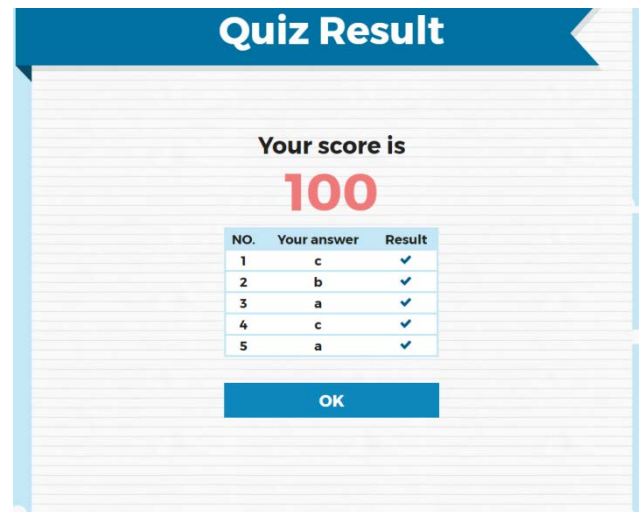 Quiz Result
Your score is
100
NO. Your answer Result
1 c ✔
2 b ✔
3 a ✔
4 c ✔
5 a ✔
OK